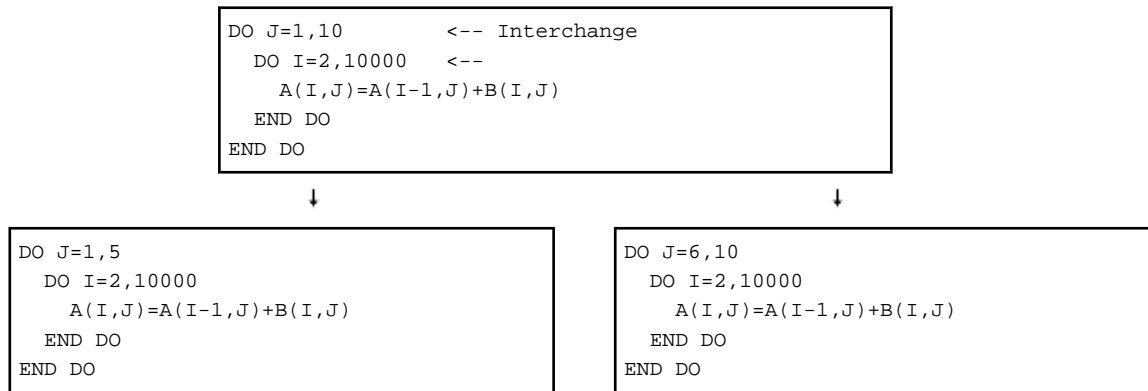 DO J=1,10          <-- Interchange
  DO I=2,10000   <--
    A(I,J)=A(I-1,J)+B(I,J)
  END DO
END DO
DO J=1,5
  DO I=2,10000
    A(I,J)=A(I-1,J)+B(I,J)
  END DO
END DO
DO J=6,10
  DO I=2,10000
    A(I,J)=A(I-1,J)+B(I,J)
  END DO
END DO